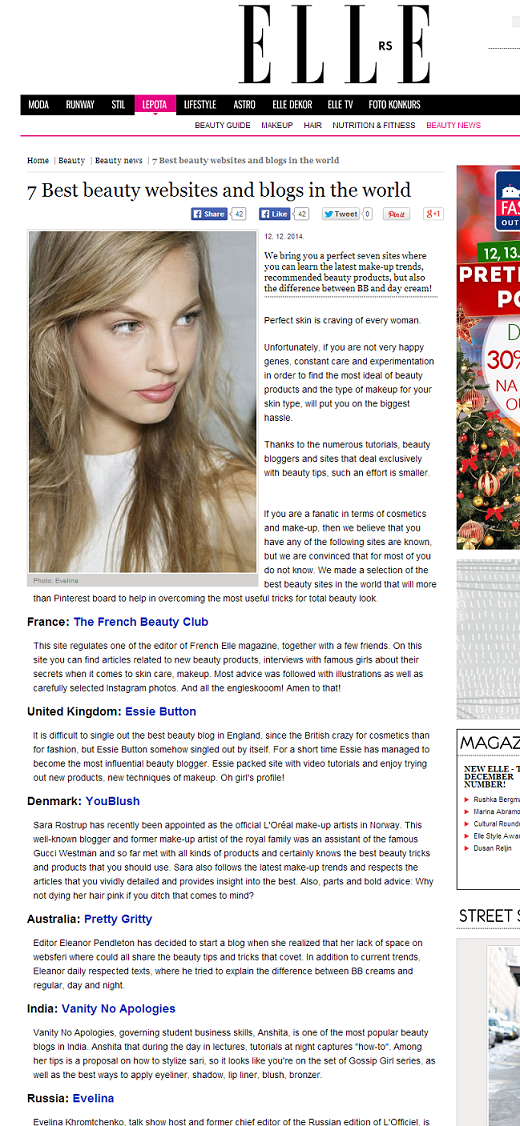 ELLE
RS
MODA RUNWAY STIL LEPOTA LIFESTYLE ASTRO ELLE DEKOR ELLE TV FOTO KONKURS
BEAUTY GUIDE MAKEUP HAIR NUTRITION & FITNESS BEAUTY NEWS
Home | Beauty | Beauty news | 7 Best beauty websites and blogs in the world
7 Best beauty websites and blogs in the world
Share 42 Like 42 Tweet 0 Pin it g+1
12. 12. 2014.
We bring you a perfect seven sites where
you can learn the latest make-up trends,
recommended beauty products, but also
the difference between BB and day cream!
Perfect skin is craving of every woman.
Unfortunately, if you are not very happy
genes, constant care and experimentation
in order to find the most ideal of beauty
products and the type of makeup for your
skin type, will put you on the biggest
hassle.
Thanks to the numerous tutorials, beauty
bloggers and sites that deal exclusively
with beauty tips, such an effort is smaller.
If you are a fanatic in terms of cosmetics
and make-up, then we believe that you
have any of the following sites are known,
but we are convinced that for most of you
do not know. We made a selection of the
best beauty sites in the world that will more
than Pinterest board to help in overcoming the most useful tricks for total beauty look.
Photo: Evelina
France: The French Beauty Club
This site regulates one of the editor of French Elle magazine, together with a few friends. On this
site you can find articles related to new beauty products, interviews with famous girls about their
secrets when it comes to skin care, makeup. Most advice was followed with illustrations as well as
carefully selected Instagram photos. And all the engleskooom! Amen to that!
United Kingdom: Essie Button
It is difficult to single out the best beauty blog in England, since the British crazy for cosmetics than
for fashion, but Essie Button somehow singled out by itself. For a short time Essie has managed to
become the most influential beauty blogger. Essie packed site with video tutorials and enjoy trying
out new products, new techniques of makeup. Oh girl's profile!
Denmark: YouBlush
Sara Rostrup has recently been appointed as the official L'Oréal make-up artists in Norway. This
well-known blogger and former make-up artist of the royal family was an assistant of the famous
Gucci Westman and so far met with all kinds of products and certainly knows the best beauty tricks
and products that you should use. Sara also follows the latest make-up trends and respects the
articles that you vividly detailed and provides insight into the best. Also, parts and bold advice: Why
not dying her hair pink if you ditch that comes to mind?
Australia: Pretty Gritty
Editor Eleanor Pendleton has decided to start a blog when she realized that her lack of space on
websferi where could all share the beauty tips and tricks that covet. In addition to current trends,
Eleanor daily respected texts, where he tried to explain the difference between BB creams and
regular, day and night.
India: Vanity No Apologies
Vanity No Apologies, governing student business skills, Anshita, is one of the most popular beauty
blogs in India. Anshita that during the day in lectures, tutorials at night captures "how-to". Among
her tips is a proposal on how to stylize sari, so it looks like you're on the set of Gossip Girl series, as
well as the best ways to apply eyeliner, shadow, lip liner, blush, bronzer.
Russia: Evelina
Evelina Khromtchenko, talk show host and former chief editor of the Russian edition of L'Officiel, is
FAS
OUT
12, 13.
PRET
PO
D
30%
NA
OU
MAGAZ
NEW ELLE - T
DECEMBER
NUMBER!
Rushka Bergma
Marina Abramo
Cultural Round
Elle Style Awar
Dusan Reljin
STREET S